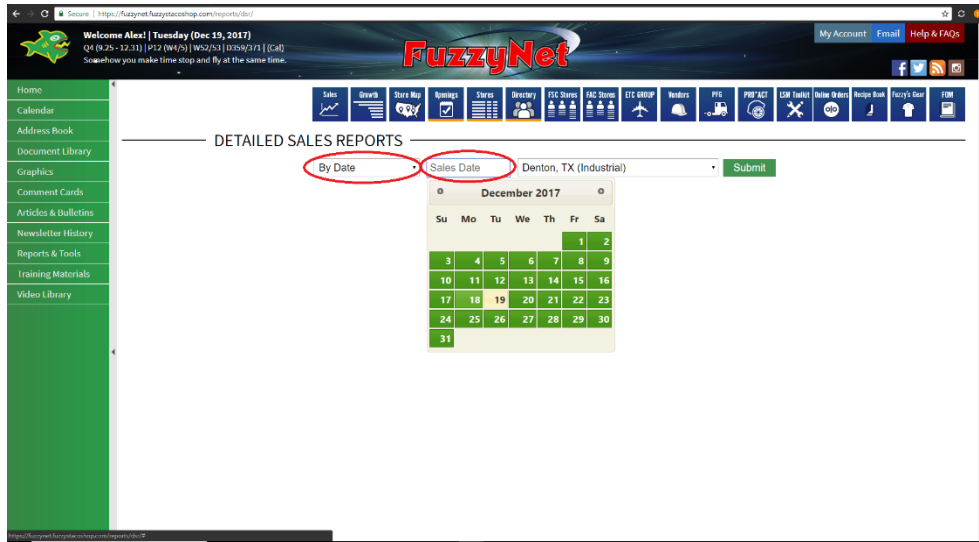 Secure | https://fuzzynet.fuzzystacoshop.com/reports/dsr/
Welcome Alex! | Tuesday (Dec 19, 2017)
Q4 (9.25 - 12.31) | P12 (W4/5) | W52/53 | D359/371 | (Cal)
Somehow you make time stop and fly at the same time.
FuzzyNet
My Account Email Help & FAQs
Home
Calendar
Address Book
Document Library
Graphics
Comment Cards
Articles & Bulletins
Newsletter History
Reports & Tools
Training Materials
Video Library
Sales Growth Store Map Openings Stores Directory FSC Stores FAC Stores ETC GROUP Vendors PFG PRO*ACT LSM Toolkit Online Orders Recipe Book Fuzzy's Gear FOM
DETAILED SALES REPORTS
By Date Sales Date Denton, TX (Industrial) Submit
December 2017
Su Mo Tu We Th Fr Sa
1 2
3 4 5 6 7 8 9
10 11 12 13 14 15 16
17 18 19 20 21 22 23
24 25 26 27 28 29 30
31
https://fuzzynet.fuzzystacoshop.com/reports/dsr/#